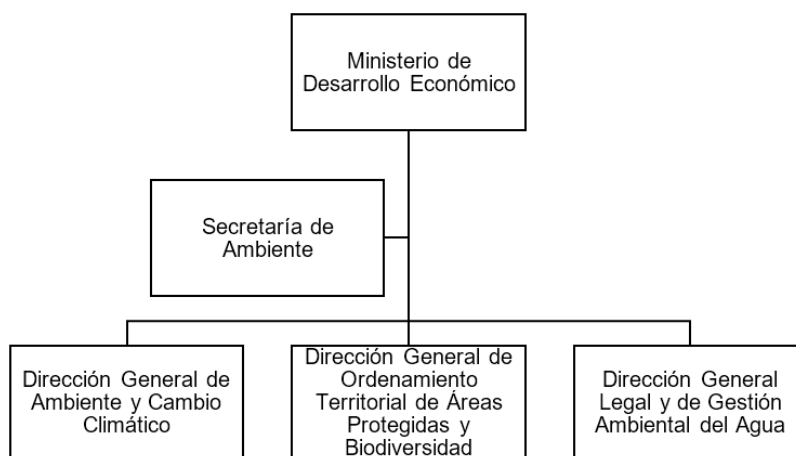 Ministerio de
Desarrollo Económico
Secretaría de
Ambiente
Dirección General de
Ambiente y Cambio
Climático
Dirección General de
Ordenamiento
Territorial de Áreas
Protegidas y
Biodiversidad
Dirección General
Legal y de Gestión
Ambiental del Agua